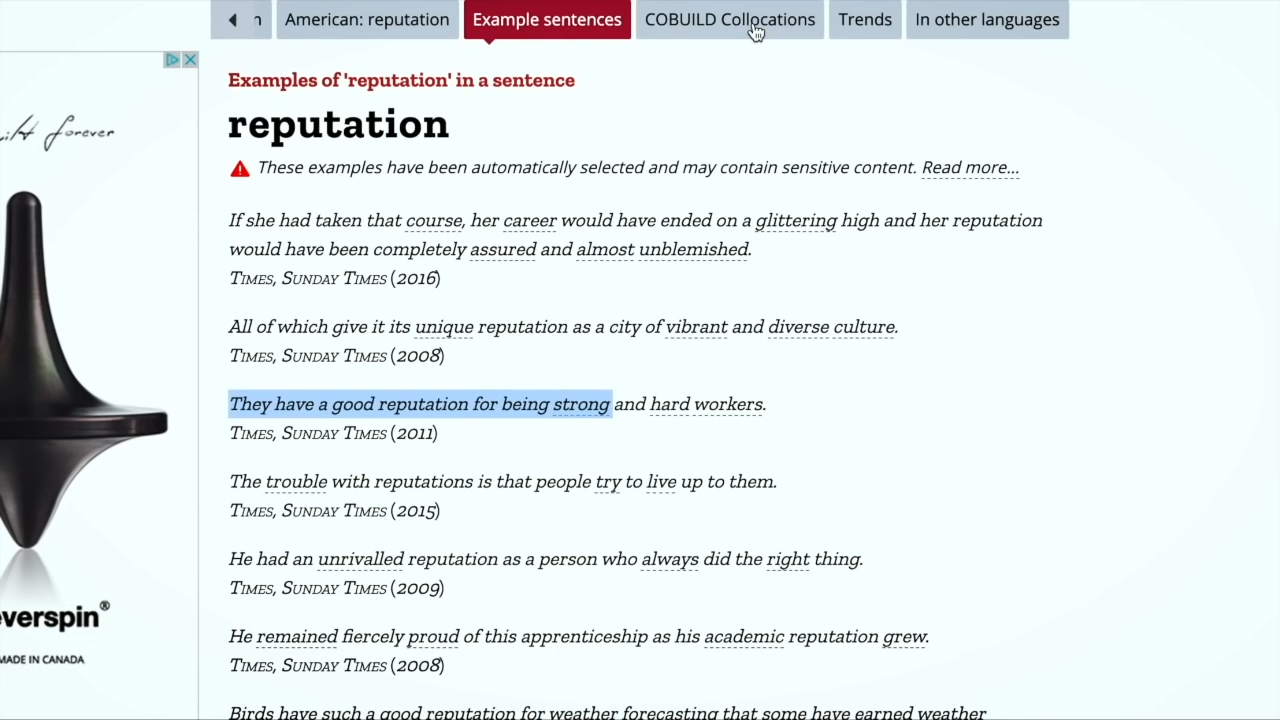 American: reputation
Example sentences
COBUILD Collocations
Trends
In other languages
Examples of 'reputation' in a sentence
reputation
These examples have been automatically selected and may contain sensitive content. Read more...
forever
If she had taken that course, her career would have ended on a glittering high and her reputation
would have been completely assured and almost unblemished.
Times, Sunday Times (2016)
All of which give it its unique reputation as a city of vibrant and diverse culture.
Times, Sunday Times (2008)
They have a good reputation for being strong and hard workers.
Times, Sunday Times (2011)
The trouble with reputations is that people try to live up to them.
Times, Sunday Times (2015)
He had an unrivalled reputation as a person who always did the right thing.
Times, Sunday Times (2009)
everspin®
He remained fiercely proud of this apprenticeship as his academic reputation grew.
MADE IN CANADA
Times, Sunday Times (2008)
Birds have such a good reputation for weather forecasting that some have earned weather